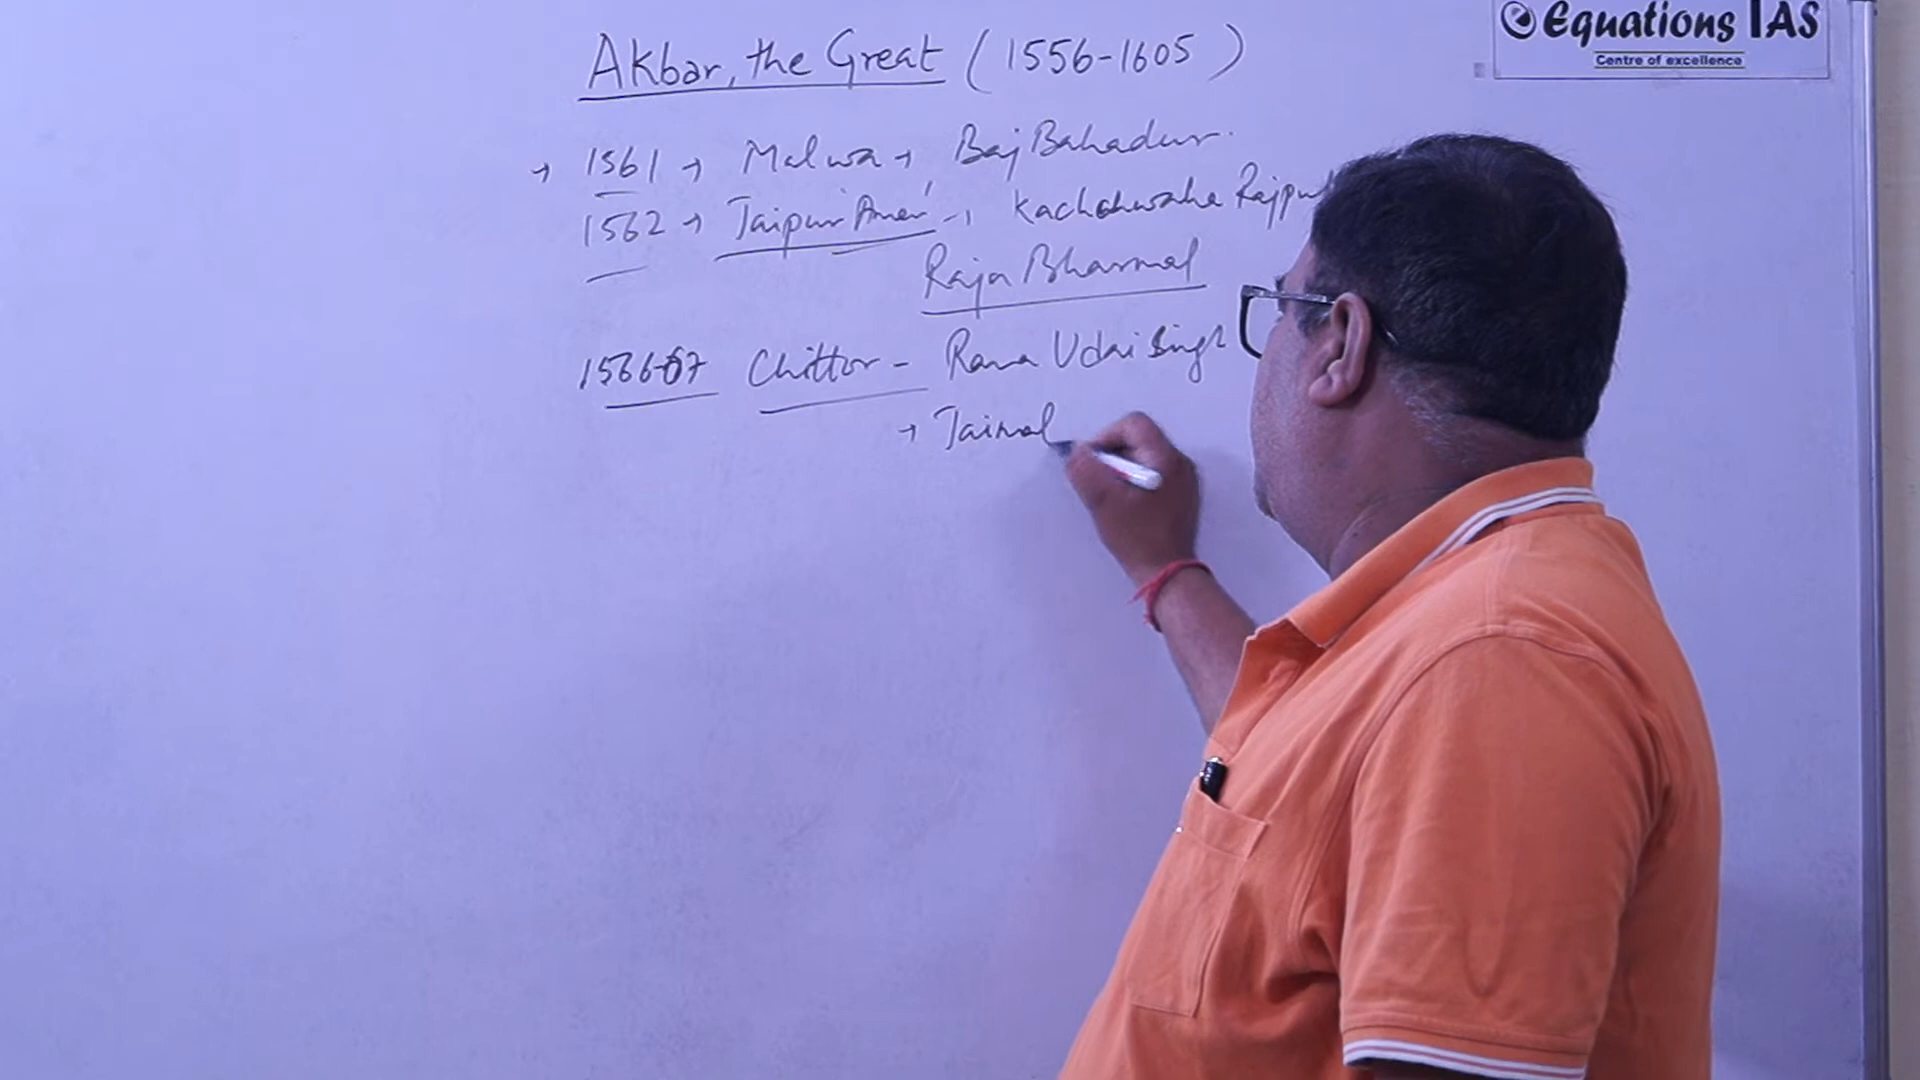 Equations IAS
Centre of excellence
Akbar, the Great (1556-1605)
→ 1561 → Malwa → Baj Bahadur.
1562 → Jaipur 'Amer' → Kachchwaha Rajput
Raja Bharmal
1566-67 Chittor - Rana Udai Singh
→ Jaimal